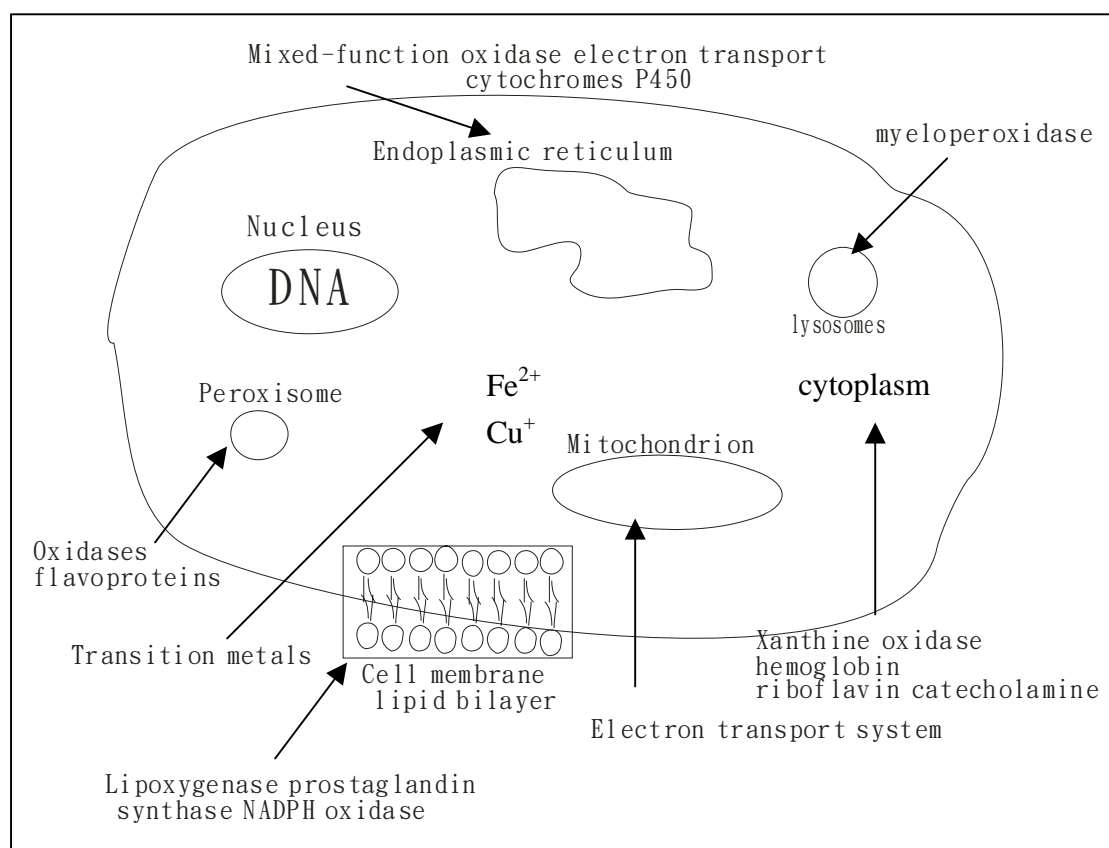 Mixed-function oxidase electron transport
cytochromes P450
myeloperoxidase
Endoplasmic reticulum
Nucleus
DNA
lysosomes
Peroxisome
Fe²⁺
cytoplasm
Cu⁺
Mitochondrion
Oxidases
flavoproteins
Transition metals
Cell membrane
lipid bilayer
Xanthine oxidase
hemoglobin
riboflavin catecholamine
Electron transport system
Lipoxygenase prostaglandin
synthase NADPH oxidase